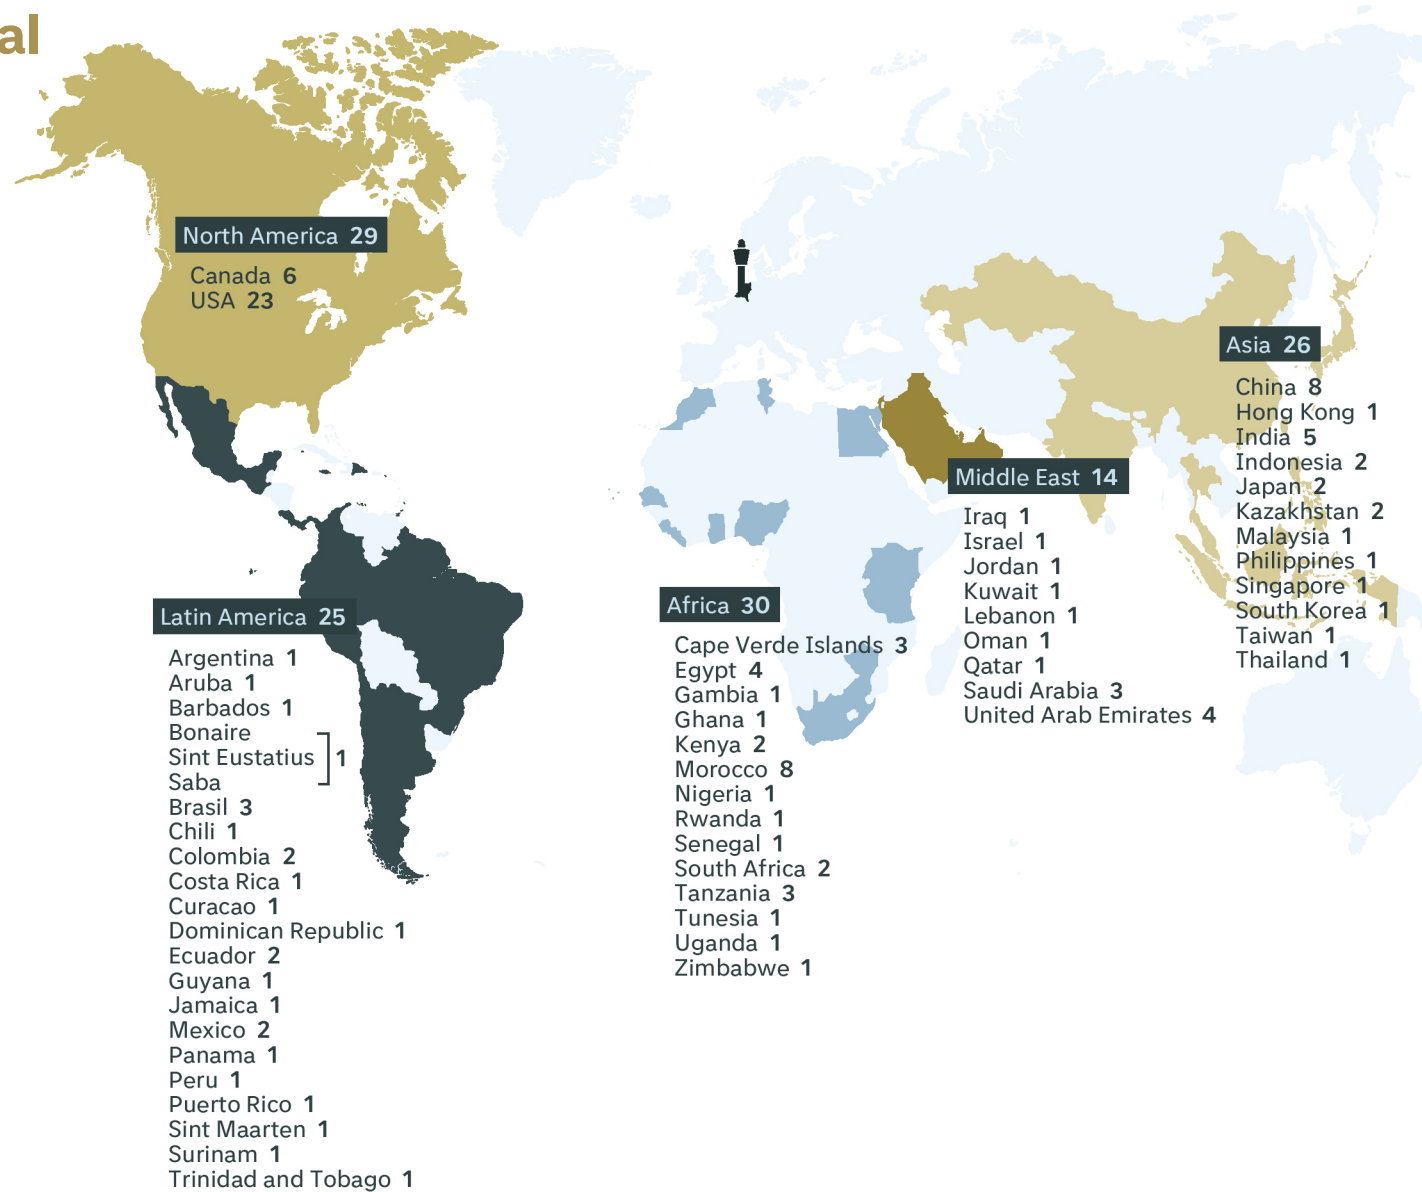 al
North America 29
Canada 6
USA 23
Latin America 25
Argentina 1
Aruba 1
Barbados 1
Bonaire
Sint Eustatius 1
Saba
Brasil 3
Chili 1
Colombia 2
Costa Rica 1
Curacao 1
Dominican Republic 1
Ecuador 2
Guyana 1
Jamaica 1
Mexico 2
Panama 1
Peru 1
Puerto Rico 1
Sint Maarten 1
Surinam 1
Trinidad and Tobago 1
Africa 30
Cape Verde Islands 3
Egypt 4
Gambia 1
Ghana 1
Kenya 2
Morocco 8
Nigeria 1
Rwanda 1
Senegal 1
South Africa 2
Tanzania 3
Tunesia 1
Uganda 1
Zimbabwe 1
Middle East 14
Iraq 1
Israel 1
Jordan 1
Kuwait 1
Lebanon 1
Oman 1
Qatar 1
Saudi Arabia 3
United Arab Emirates 4
Asia 26
China 8
Hong Kong 1
India 5
Indonesia 2
Japan 2
Kazakhstan 2
Malaysia 1
Philippines 1
Singapore 1
South Korea 1
Taiwan 1
Thailand 1